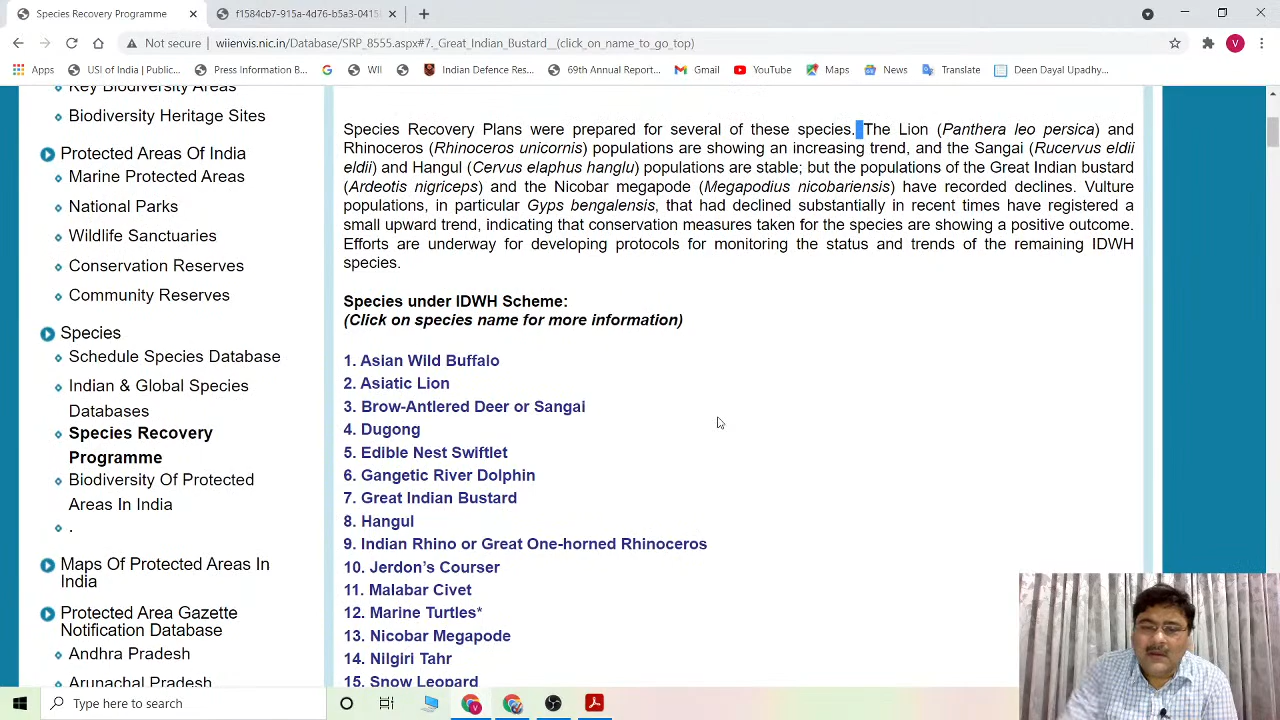 Species Recovery Programme
f1584cb7-915a-4d76-b5a3-0415
Not secure | wiienvis.nic.in/Database/SRP_8555.aspx#7._Great_Indian_Bustard__(click_on_name_to_go_top)
V
Apps
USI of India | Public...
Press Information B...
WII
Indian Defence Res...
69th Annual Report...
Gmail
YouTube
Maps
News
Translate
Deen Dayal Upadhy...
Key Biodiversity Areas
Biodiversity Heritage Sites
Protected Areas Of India
Marine Protected Areas
National Parks
Wildlife Sanctuaries
Conservation Reserves
Community Reserves
Species
Schedule Species Database
Indian & Global Species
Databases
Species Recovery
Programme
Biodiversity Of Protected
Areas In India
.
Maps Of Protected Areas In
India
Protected Area Gazette
Notification Database
Andhra Pradesh
Arunachal Pradesh
Species Recovery Plans were prepared for several of these species. The Lion (Panthera leo persica) and
Rhinoceros (Rhinoceros unicornis) populations are showing an increasing trend, and the Sangai (Rucervus eldii
eldii) and Hangul (Cervus elaphus hanglu) populations are stable; but the populations of the Great Indian bustard
(Ardeotis nigriceps) and the Nicobar megapode (Megapodius nicobariensis) have recorded declines. Vulture
populations, in particular Gyps bengalensis, that had declined substantially in recent times have registered a
small upward trend, indicating that conservation measures taken for the species are showing a positive outcome.
Efforts are underway for developing protocols for monitoring the status and trends of the remaining IDWH
species.
Species under IDWH Scheme:
(Click on species name for more information)
1. Asian Wild Buffalo
2. Asiatic Lion
3. Brow-Antlered Deer or Sangai
4. Dugong
5. Edible Nest Swiftlet
6. Gangetic River Dolphin
7. Great Indian Bustard
8. Hangul
9. Indian Rhino or Great One-horned Rhinoceros
10. Jerdon's Courser
11. Malabar Civet
12. Marine Turtles*
13. Nicobar Megapode
14. Nilgiri Tahr
15. Snow Leopard
Type here to search